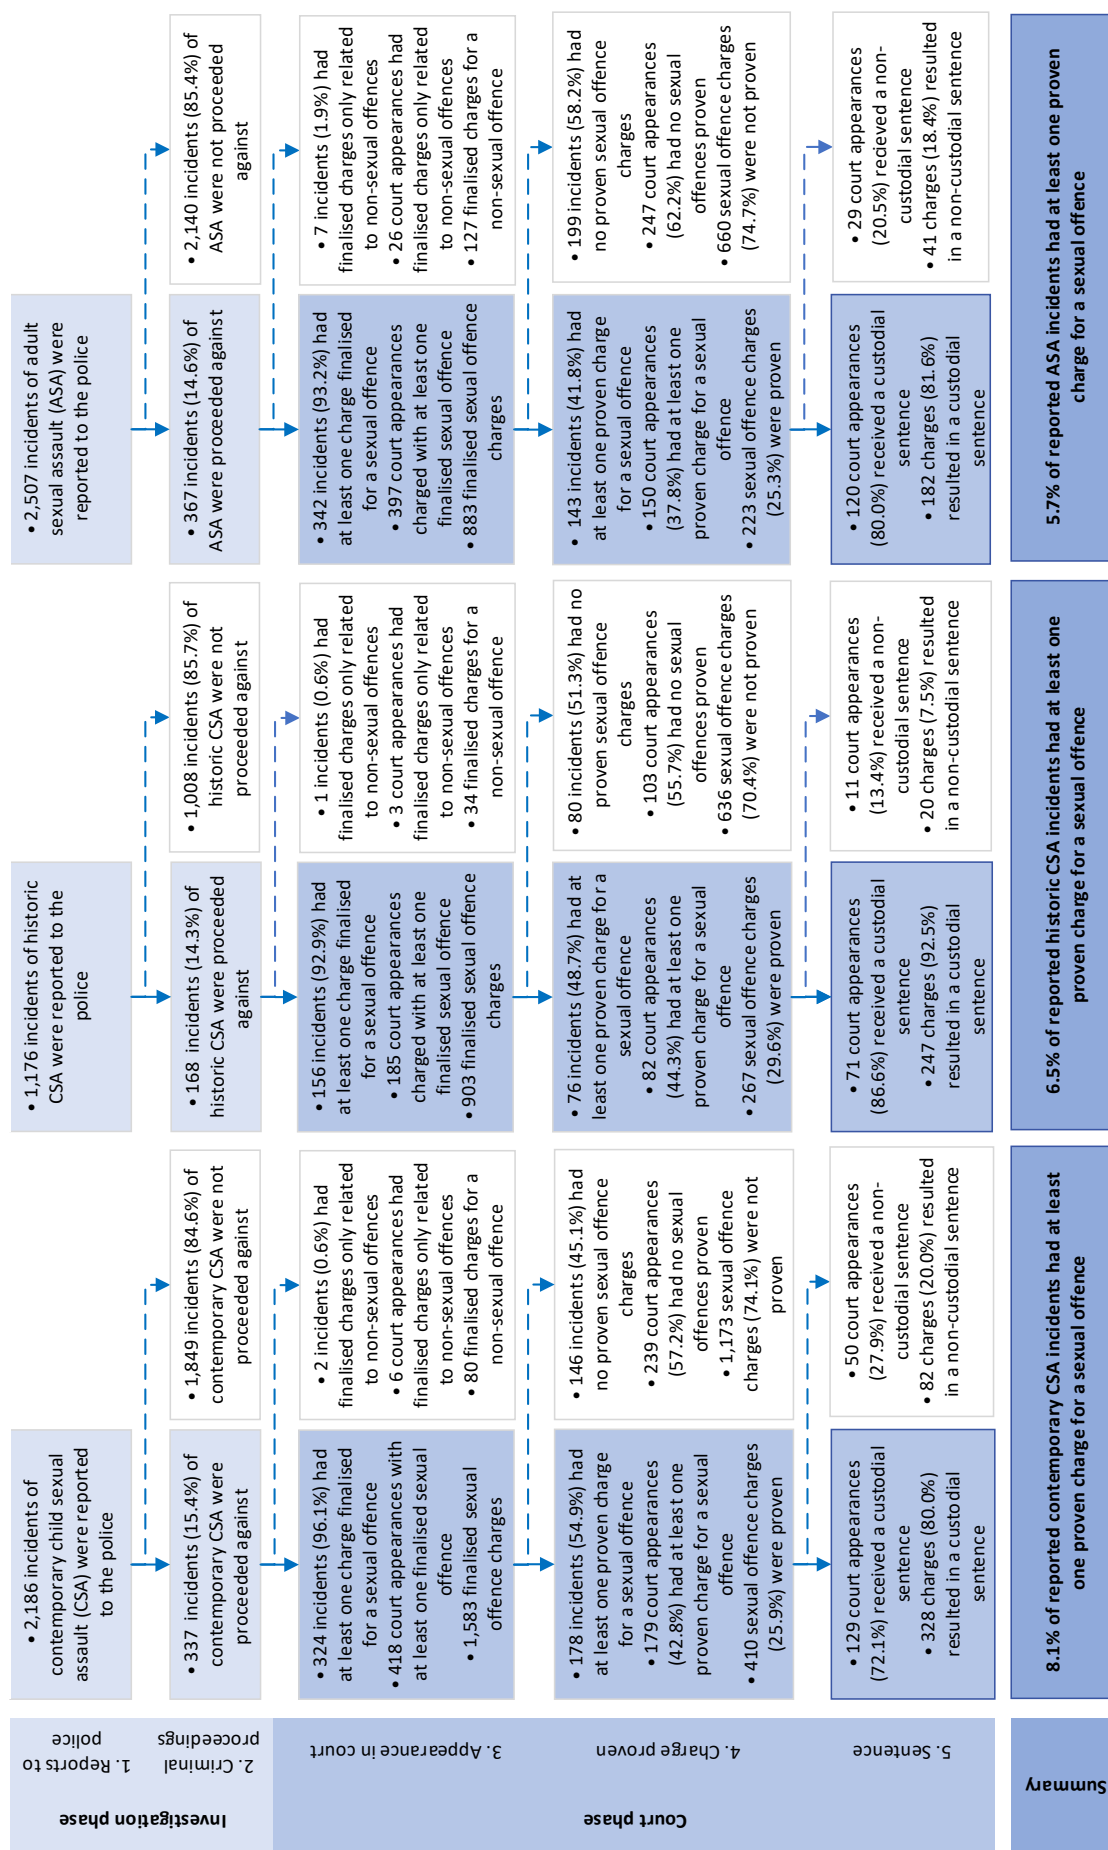 Investigation phase
1. Reports to
police
• 2,186 incidents of
contemporary child sexual
assault (CSA) were reported
to the police
• 1,176 incidents of historic
CSA were reported to the
police
• 2,507 incidents of adult
sexual assault (ASA) were
reported to the police
2. Criminal
proceedings
• 337 incidents (15.4%) of
contemporary CSA were
proceeded against
• 1,849 incidents (84.6%) of
contemporary CSA were not
proceeded against
• 168 incidents (14.3%) of
historic CSA were proceeded
against
• 1,008 incidents (85.7%) of
historic CSA were not
proceeded against
• 367 incidents (14.6%) of
ASA were proceeded against
• 2,140 incidents (85.4%) of
ASA were not proceeded
against
Court phase
3. Appearance in court
• 324 incidents (96.1%) had
at least one charge finalised
for a sexual offence
• 418 court appearances with
at least one finalised sexual
offence
• 1,583 finalised sexual
offence charges
• 2 incidents (0.6%) had
finalised charges only related
to non-sexual offences
• 6 court appearances had
finalised charges only related
to non-sexual offences
• 80 finalised charges for a
non-sexual offence
• 156 incidents (92.9%) had
at least one charge finalised
for a sexual offence
• 185 court appearances
charged with at least one
finalised sexual offence
• 903 finalised sexual offence
charges
• 1 incidents (0.6%) had
finalised charges only related
to non-sexual offences
• 3 court appearances had
finalised charges only related
to non-sexual offences
• 34 finalised charges for a
non-sexual offence
• 342 incidents (93.2%) had
at least one charge finalised
for a sexual offence
• 397 court appearances
charged with at least one
finalised sexual offence
• 883 finalised sexual offence
charges
• 7 incidents (1.9%) had
finalised charges only related
to non-sexual offences
• 26 court appearances had
finalised charges only related
to non-sexual offences
• 127 finalised charges for a
non-sexual offence
4. Charge proven
• 178 incidents (54.9%) had
at least one proven charge
for a sexual offence
• 179 court appearances
(42.8%) had at least one
proven charge for a sexual
offence
• 410 sexual offence charges
(25.9%) were proven
• 146 incidents (45.1%) had
no proven sexual offence
charges
• 239 court appearances
(57.2%) had no sexual
offences proven
• 1,173 sexual offence
charges (74.1%) were not
proven
• 76 incidents (48.7%) had at
least one proven charge for a
sexual offence
• 82 court appearances
(44.3%) had at least one
proven charge for a sexual
offence
• 267 sexual offence charges
(29.6%) were proven
• 80 incidents (51.3%) had no
proven sexual offence
charges
• 103 court appearances
(55.7%) had no sexual
offences proven
• 636 sexual offence charges
(70.4%) were not proven
• 143 incidents (41.8%) had
at least one proven charge
for a sexual offence
• 150 court appearances
(37.8%) had at least one
proven charge for a sexual
offence
• 223 sexual offence charges
(25.3%) were proven
• 199 incidents (58.2%) had
no proven sexual offence
charges
• 247 court appearances
(62.2%) had no sexual
offences proven
• 660 sexual offence charges
(74.7%) were not proven
5. Sentence
• 129 court appearances
(72.1%) received a custodial
sentence
• 328 charges (80.0%)
resulted in a custodial
sentence
• 50 court appearances
(27.9%) received a non-
custodial sentence
• 82 charges (20.0%) resulted
in a non-custodial sentence
• 71 court appearances
(86.6%) received a custodial
sentence
• 247 charges (92.5%)
resulted in a custodial
sentence
• 11 court appearances
(13.4%) received a non-
custodial sentence
• 20 charges (7.5%) resulted
in a non-custodial sentence
• 120 court appearances
(80.0%) received a custodial
sentence
• 182 charges (81.6%)
resulted in a custodial
sentence
• 29 court appearances
(20.5%) recieved a non-
custodial sentence
• 41 charges (18.4%) resulted
in a non-custodial sentence
Summary
8.1% of reported contemporary CSA incidents had at least
one proven charge for a sexual offence
6.5% of reported historic CSA incidents had at least one
proven charge for a sexual offence
5.7% of reported ASA incidents had at least one proven
charge for a sexual offence